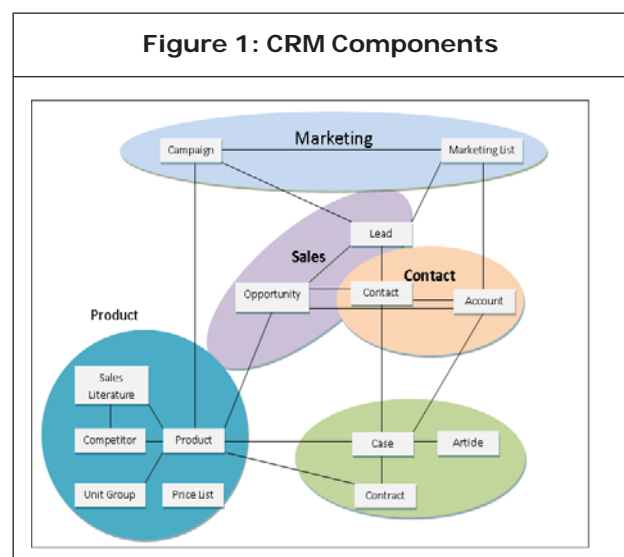 Figure 1: CRM Components
Marketing
Campaign
Marketing List
Lead
Sales
Contact
Opportunity
Contact
Account
Product
Sales
Literature
Competitor
Product
Case
Article
Unit Group
Price List
Contract